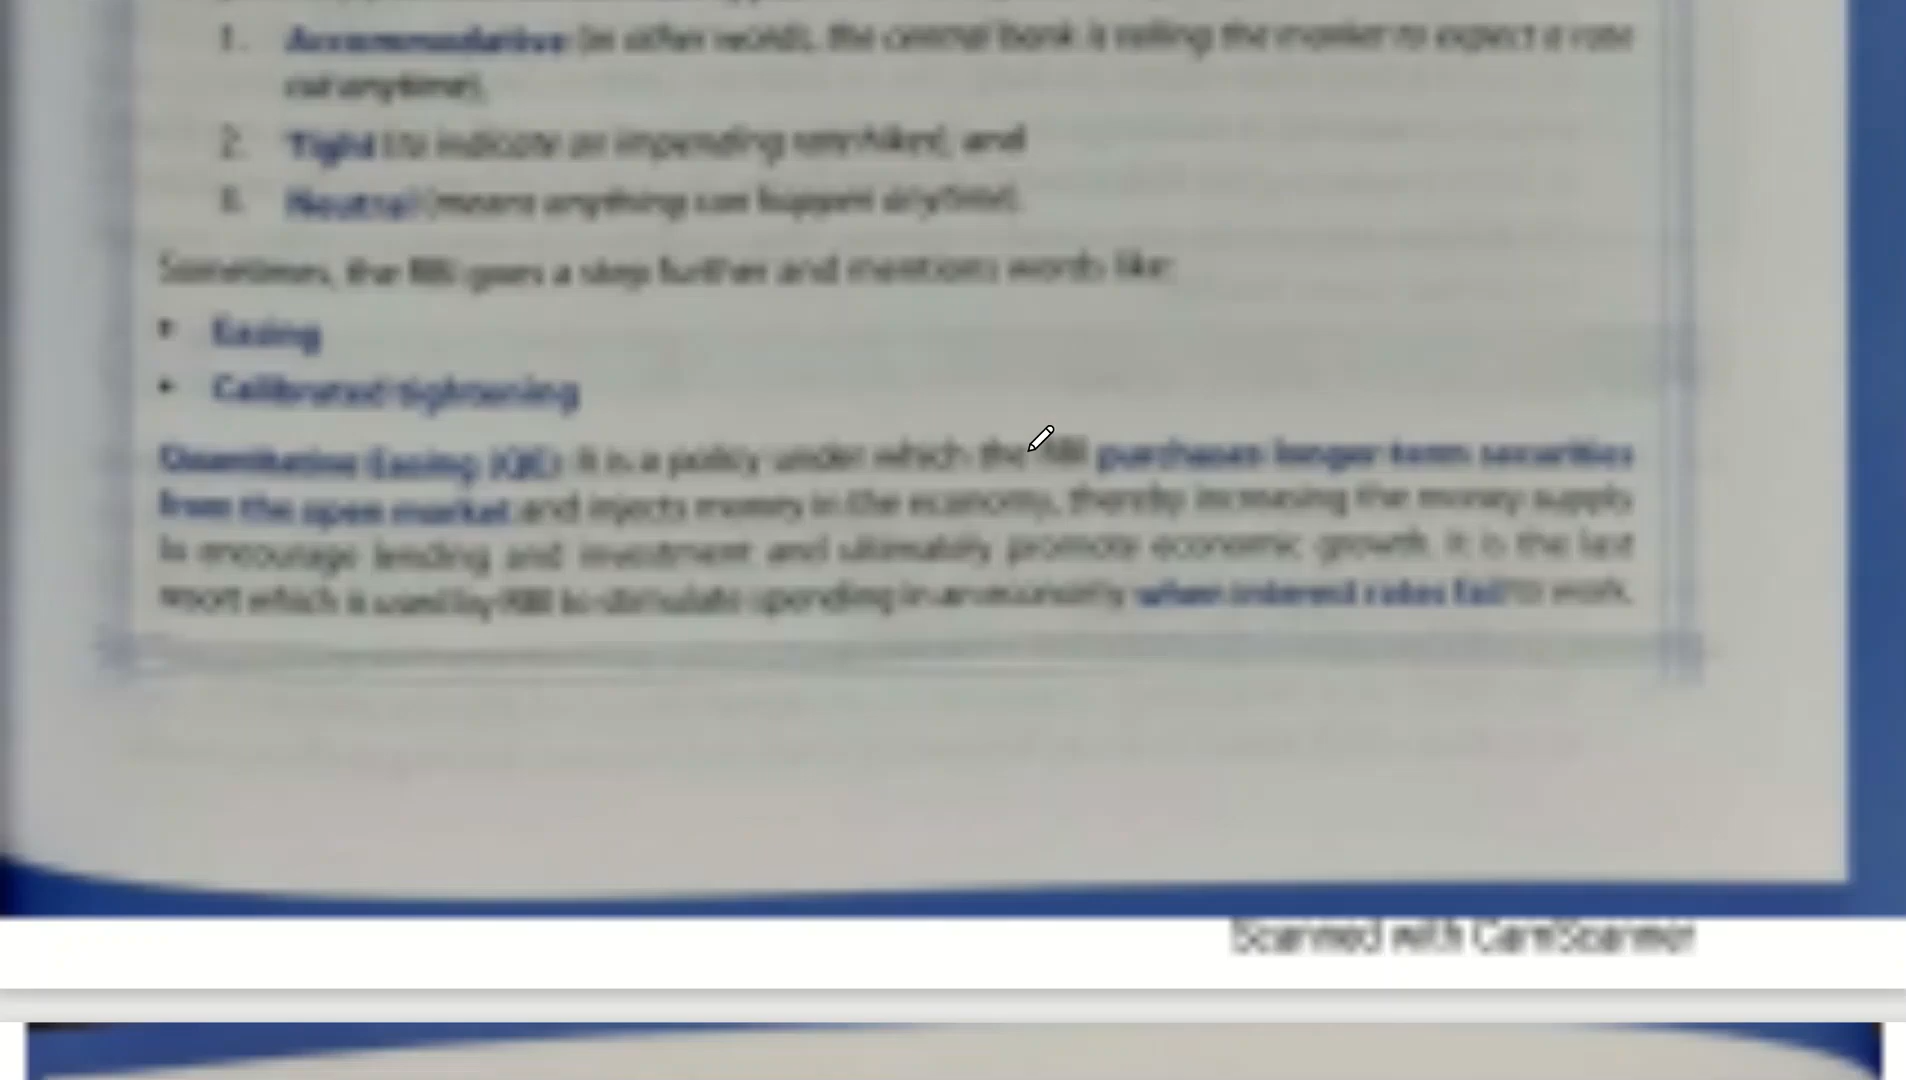 1. Accommodative (in other words, the central bank is telling the market to expect a rate
cut anytime),
2. Tight (to indicate an impending rate hike); and
3. Neutral (means anything can happen anytime).
Sometimes, the RBI goes a step further and mentions words like:
• Easing
• Calibrated tightening
Quantitative Easing (QE): It is a policy under which the RBI purchases longer-term securities
from the open market and injects money in the economy, thereby increasing the money supply
to encourage lending and investment and ultimately promote economic growth. It is the last
resort which is used by RBI to stimulate spending in an economy when interest rates fail to work.
Scanned with CamScanner